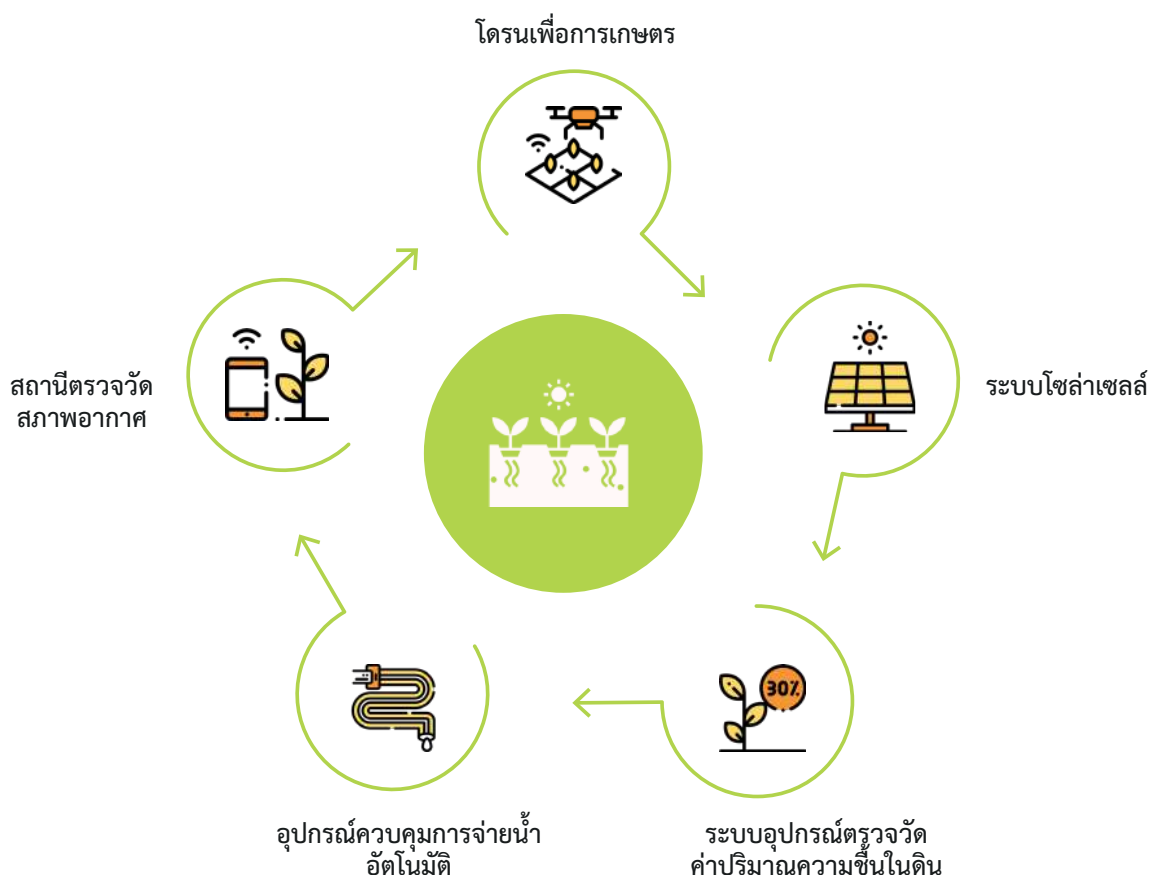 โดรนเพื่อการเกษตร
สถานีตรวจวัด
สภาพอากาศ
ระบบโซล่าเซลล์
30%
อุปกรณ์ควบคุมการจ่ายน้ำ
อัตโนมัติ
ระบบอุปกรณ์ตรวจวัด
ค่าปริมาณความชื้นในดิน